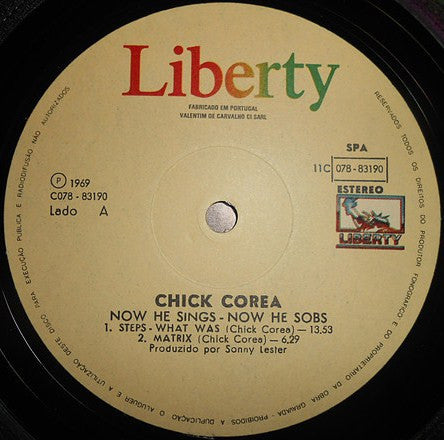 Liberty
FABRICADO EM PORTUGAL
VALENTIM DE CARVALHO CI SARL
SPA
11C 078-83190
ESTEREO
LIBERTY
Ⓟ 1969
C078 - 83190
Lado A
CHICK COREA
NOW HE SINGS - NOW HE SOBS
1. STEPS - WHAT WAS (Chick Corea) — 13,53
2. MATRIX (Chick Corea) — 6,29
Produzido por Sonny Lester
RESERVADOS TODOS OS DIREITOS DO PRODUTOR FONOGRÁFICO E DO PROPRIETÁRIO DA OBRA GRAVADA. PROIBIDOS A DUPLICAÇÃO O ALUGUER E A UTILIZAÇÃO DESTE DISCO PARA EXECUÇÃO PUBLICA E RADIODIFUSÃO NÃO AUTORIZADOS